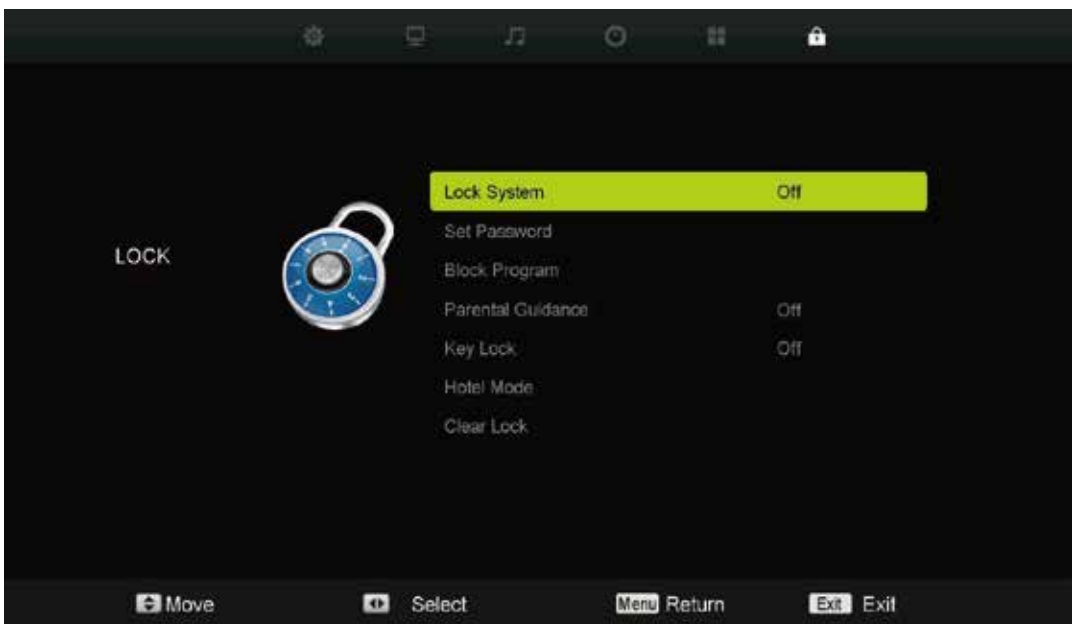 LOCK
Lock System Off
Set Password
Block Program
Parental Guidance Off
Key Lock Off
Hotel Mode
Clear Lock
Move Select Menu Return Exit Exit